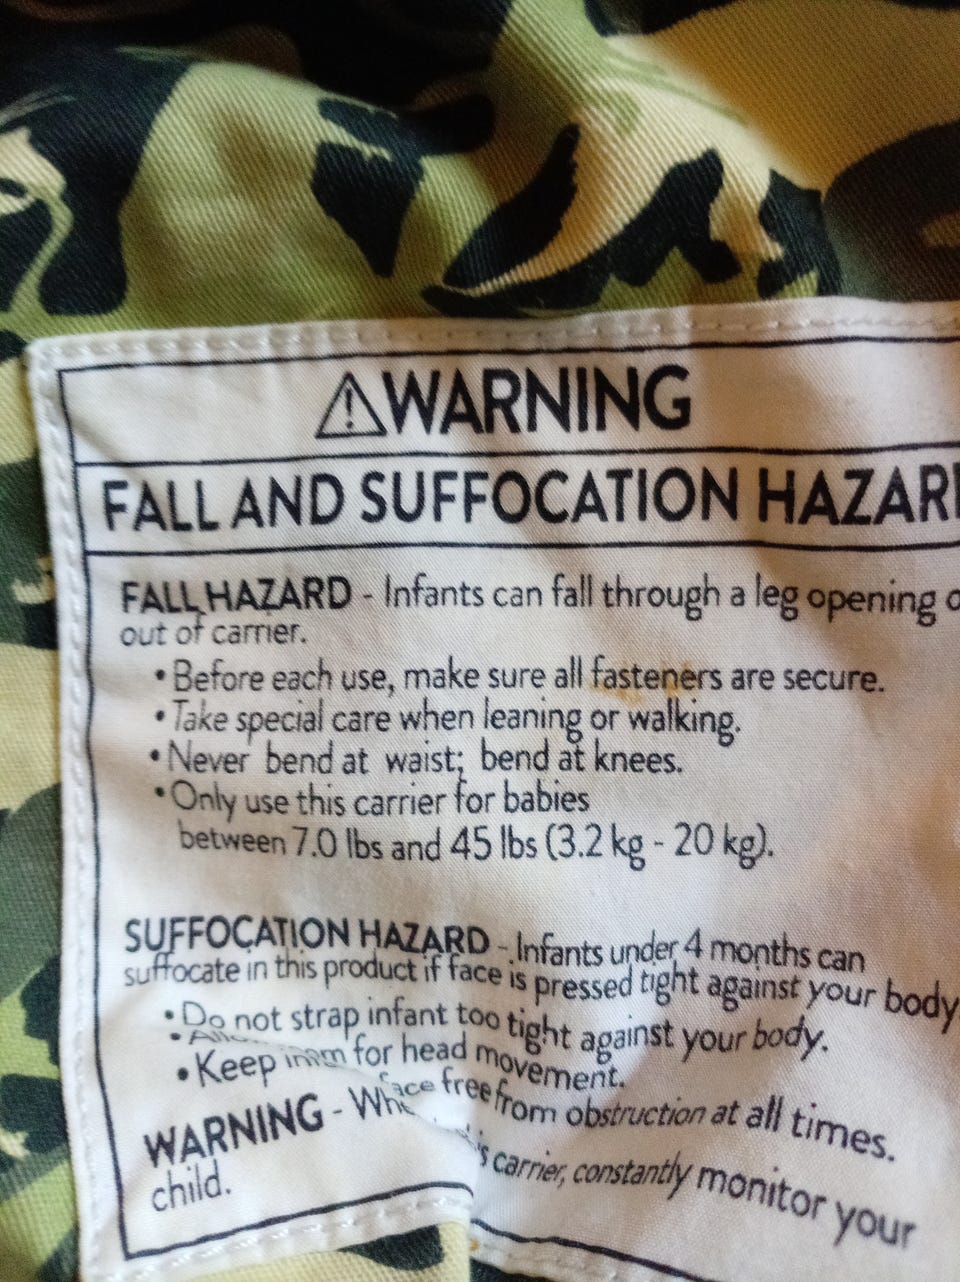 ⚠WARNING
FALL AND SUFFOCATION HAZAR
FALL HAZARD - Infants can fall through a leg opening o
out of carrier.
•Before each use, make sure all fasteners are secure.
•Take special care when leaning or walking.
•Never bend at waist; bend at knees.
•Only use this carrier for babies
between 7.0 lbs and 45 lbs (3.2 kg - 20 kg).
SUFFOCATION HAZARD - Infants under 4 months can
suffocate in this product if face is pressed tight against your body
•Do not strap infant too tight against your body.
• for head movement.
•Keep face free from obstruction at all times.
WARNING - carrier, constantly monitor your
child.